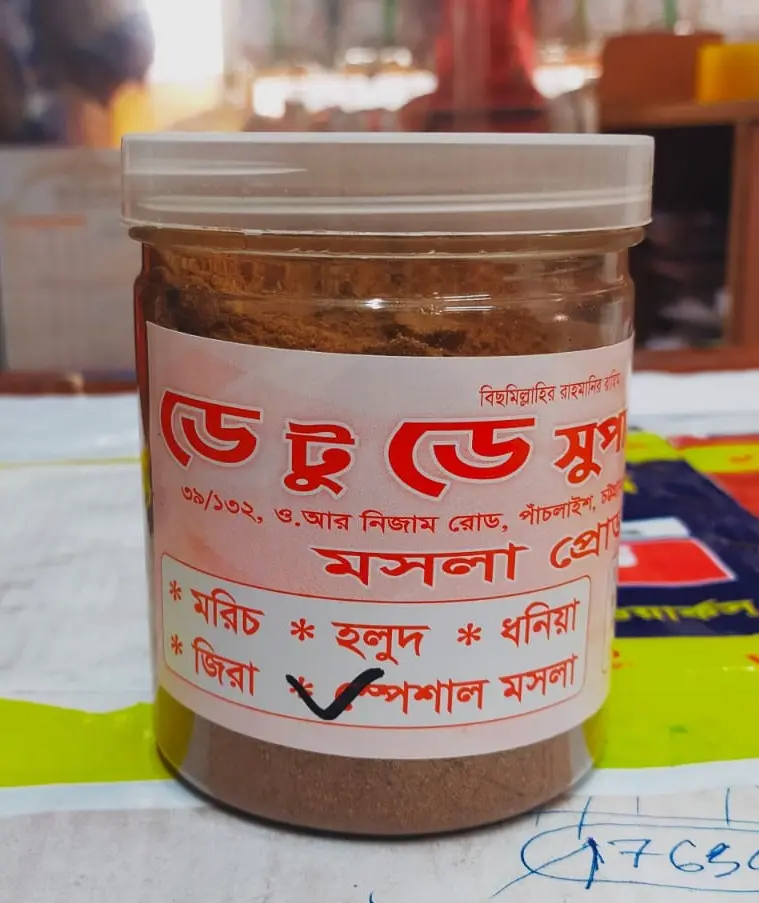 বিছমিল্লাহির রাহমানির রাহিম
ডে টু ডে
৩৯/১৩২, ও.আর নিজাম রোড, পাঁচলাইশ,
মসলা
* মরিচ * হলুদ * ধনিয়া
* জিরা * স্পেশাল মসলা